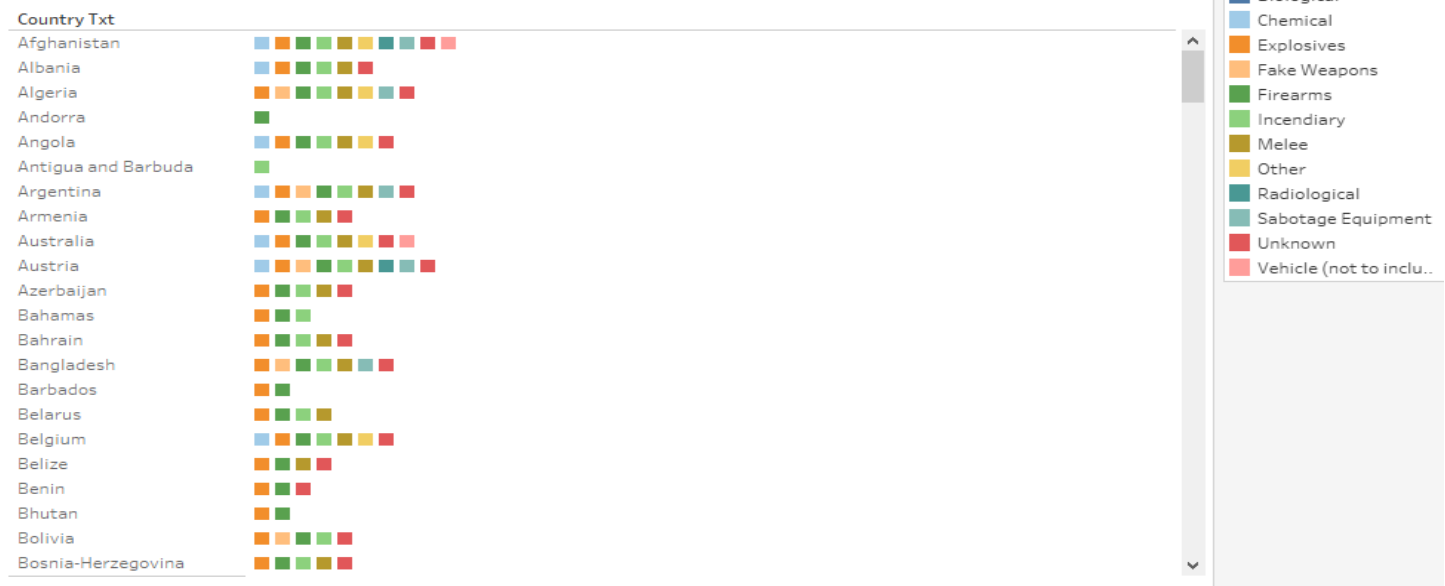 Country Txt
Afghanistan
Albania
Algeria
Andorra
Angola
Antigua and Barbuda
Argentina
Armenia
Australia
Austria
Azerbaijan
Bahamas
Bahrain
Bangladesh
Barbados
Belarus
Belgium
Belize
Benin
Bhutan
Bolivia
Bosnia-Herzegovina
Biological
Chemical
Explosives
Fake Weapons
Firearms
Incendiary
Melee
Other
Radiological
Sabotage Equipment
Unknown
Vehicle (not to inclu..